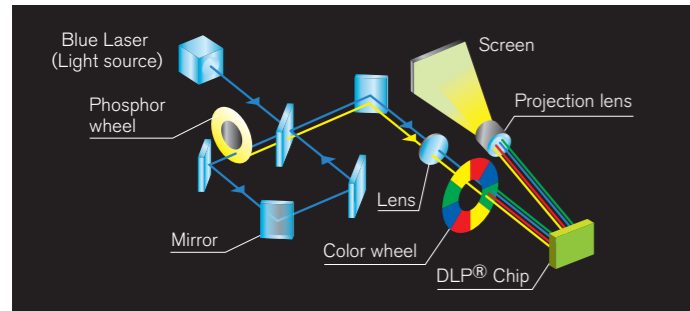 Blue Laser
(Light source)
Phosphor
wheel
Mirror
Screen
Projection lens
Lens
Color wheel
DLP® Chip